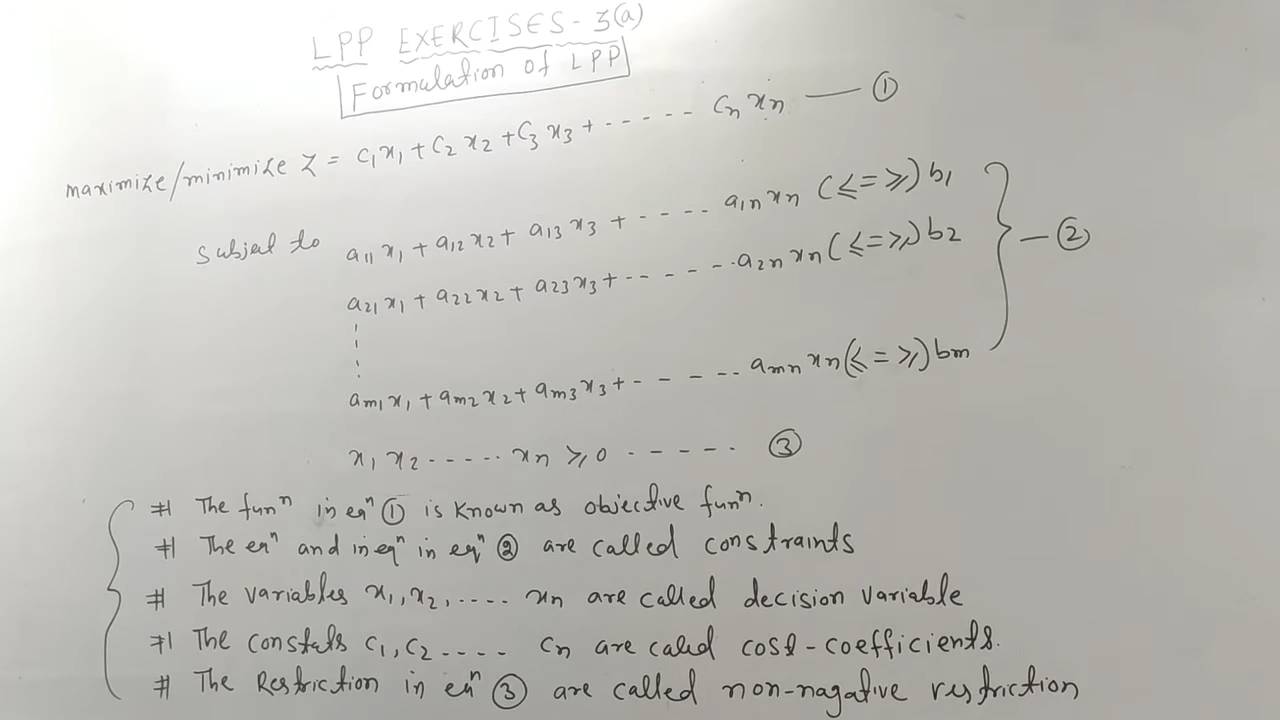 LPP EXERCISES - 3(a)
Formulation of LPP
maximize/minimize Z = c₁x₁ + c₂x₂ + c₃x₃ + ----- cₙxₙ — ①
Subject to a₁₁x₁ + a₁₂x₂ + a₁₃x₃ + ---- a₁ₙxₙ (≤ = ≥) b₁
a₂₁x₁ + a₂₂x₂ + a₂₃x₃ + ------- a₂ₙxₙ (≤ = ≥) b₂
— ②
aₘ₁x₁ + aₘ₂x₂ + aₘ₃x₃ + ------ aₘₙxₙ (≤ = ≥) bₘ
x₁ x₂ ------ xₙ ≥ 0 ------ ③
# The funⁿ in eqⁿ ① is known as objective funⁿ.
# The eqⁿ and ineqⁿ in eqⁿ ② are called constraints
# The variables x₁, x₂, .... xₙ are called decision variable
# The c₁, c₂ .... cₙ are cost-coefficients.
# The Restriction in eqⁿ ③ are called non-nagative restriction